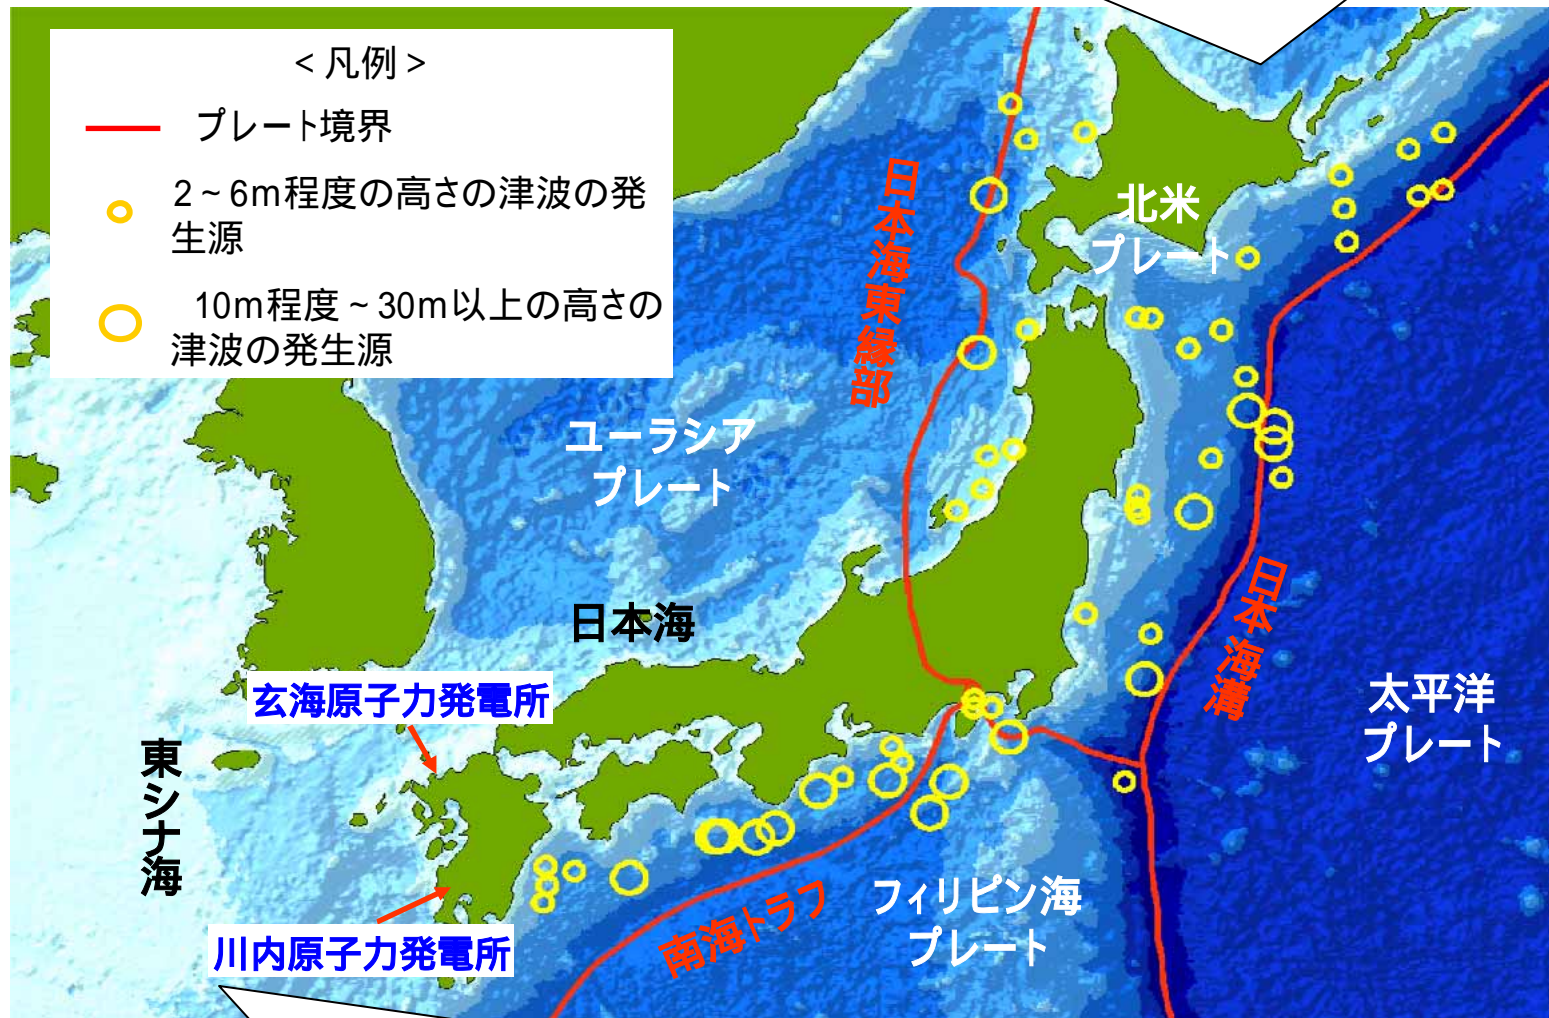 <凡例>
プレート境界
2~6m程度の高さの津波の発
生源
10m程度~30m以上の高さの
津波の発生源
日本海東縁部
北米
プレート
ユーラシア
プレート
日本海
日本海溝
玄海原子力発電所
太平洋
プレート
東シナ海
フィリピン海
プレート
南海トラフ
川内原子力発電所